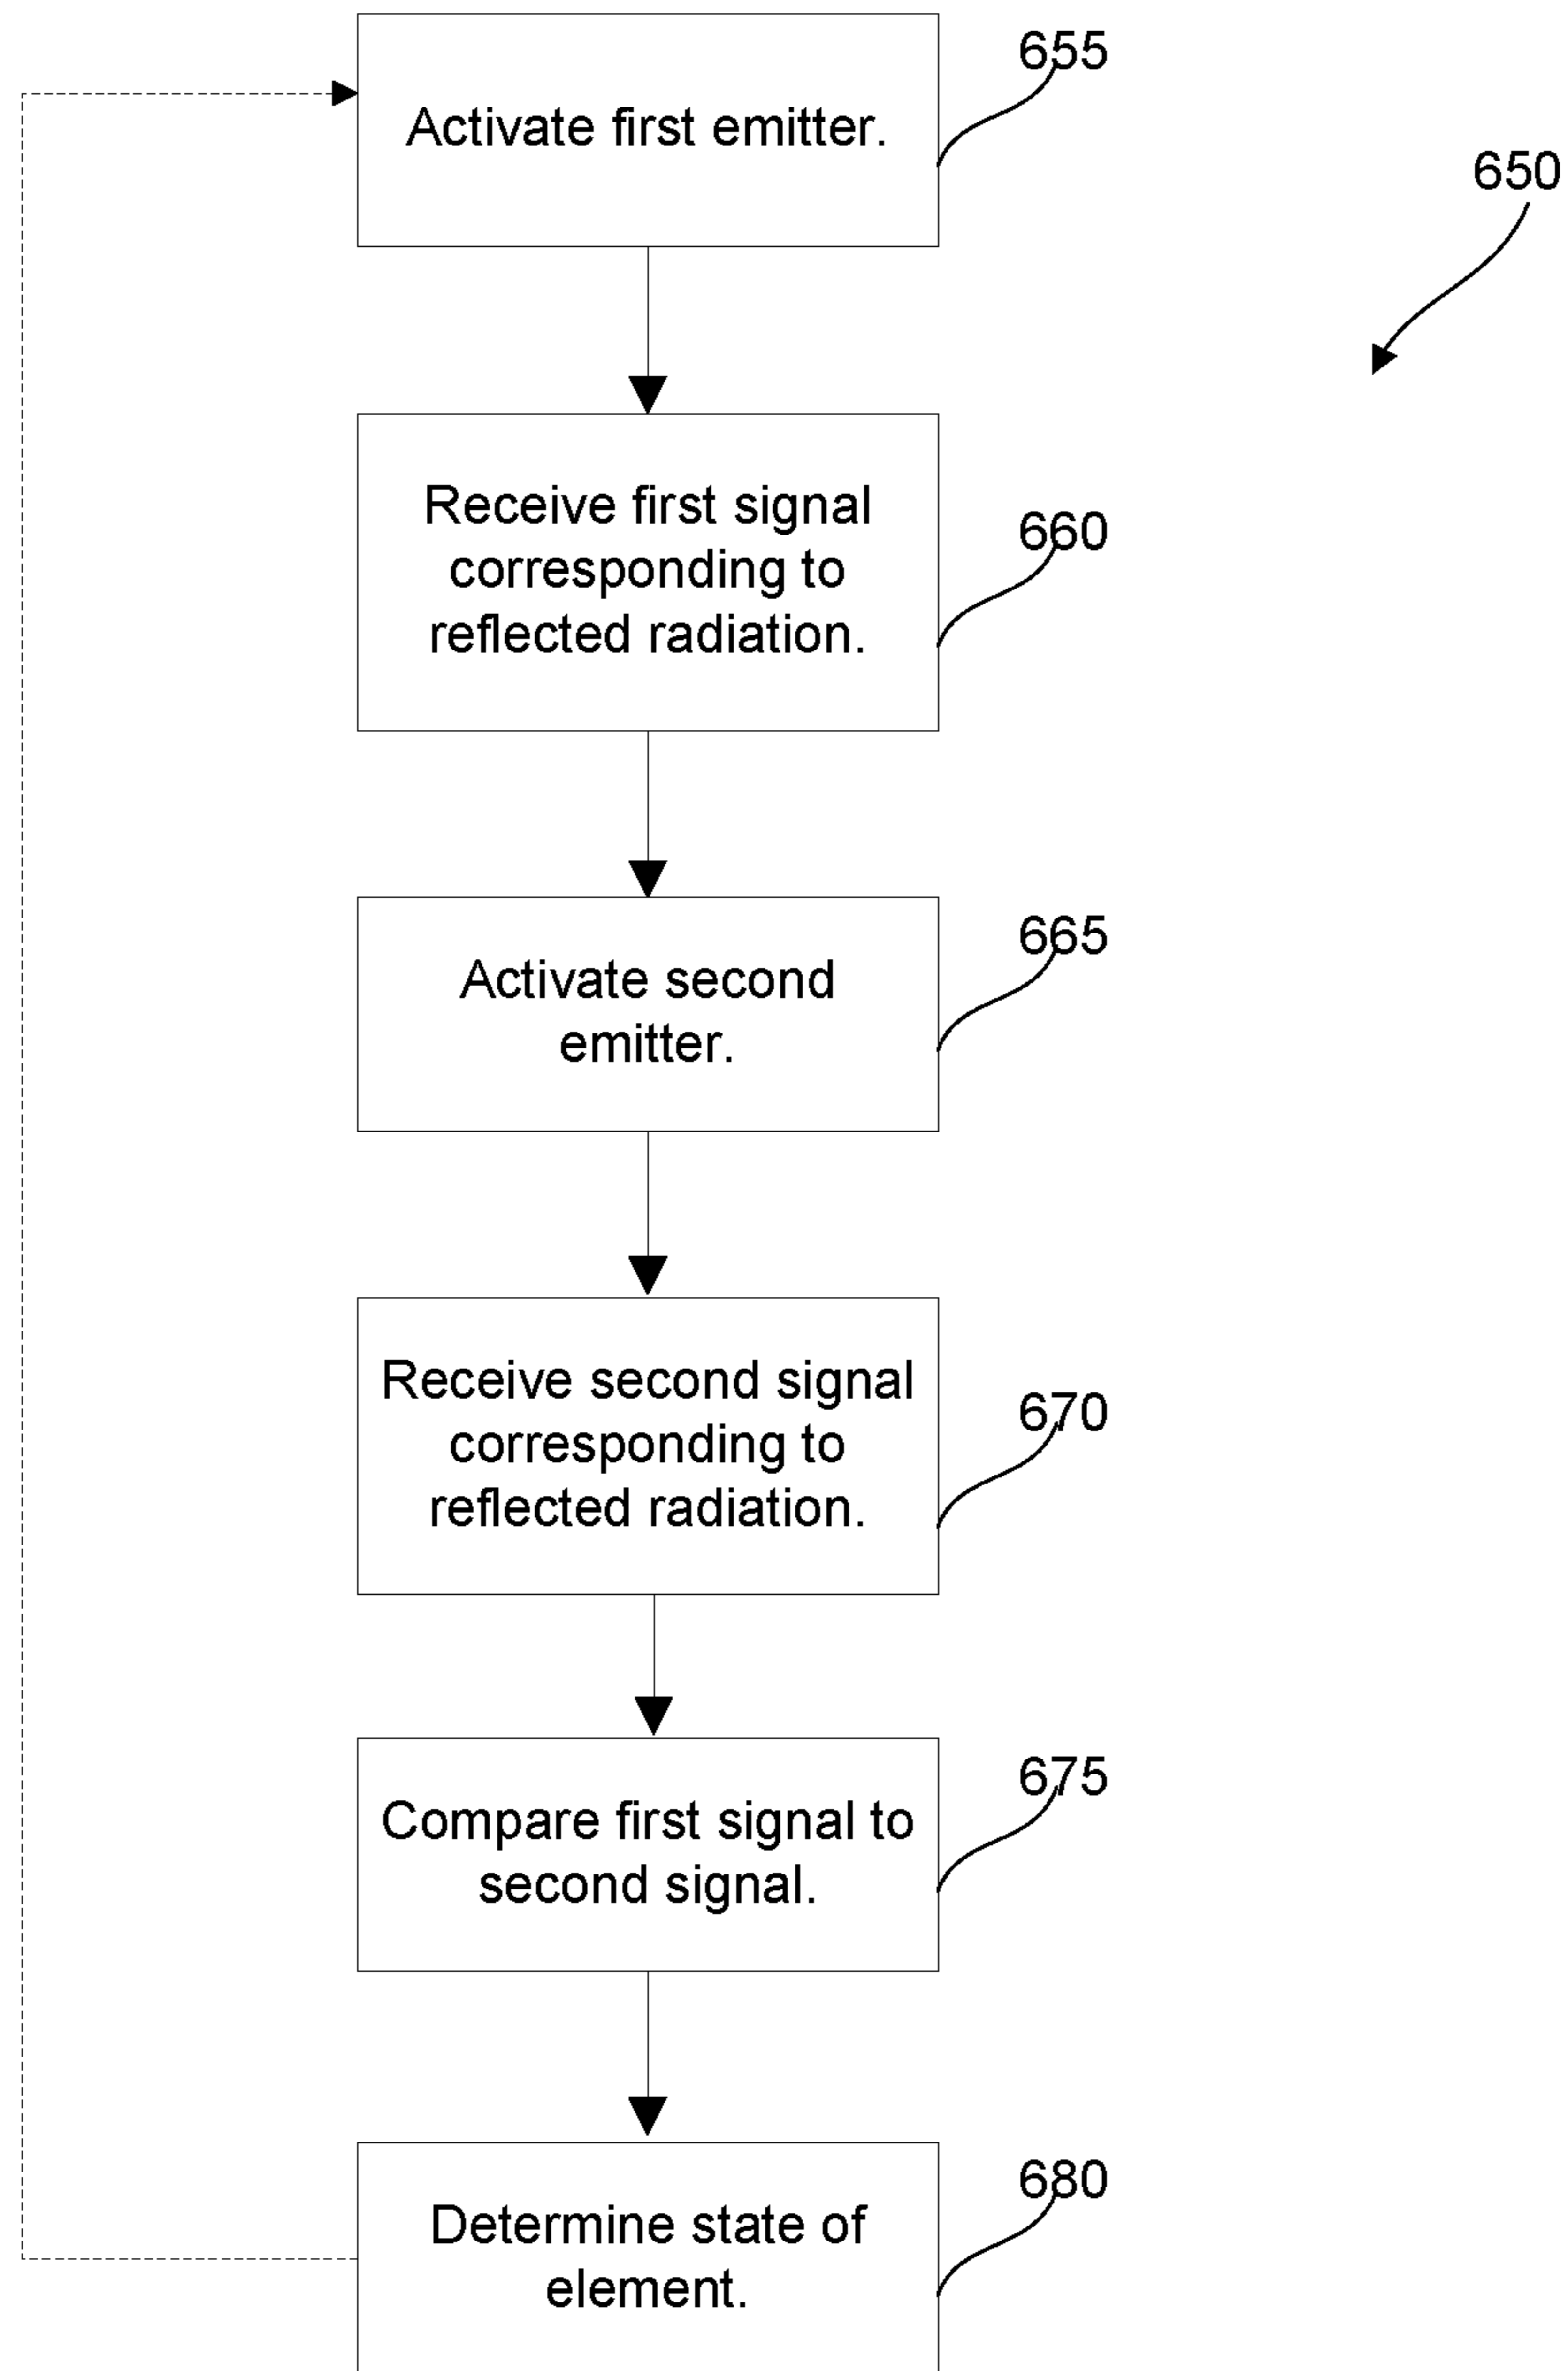 655
Activate first emitter.
650
Receive first signal
corresponding to
reflected radiation.
660
665
Activate second
emitter.
Receive second signal
corresponding to
reflected radiation.
670
675
Compare first signal to
second signal.
680
Determine state of
element.